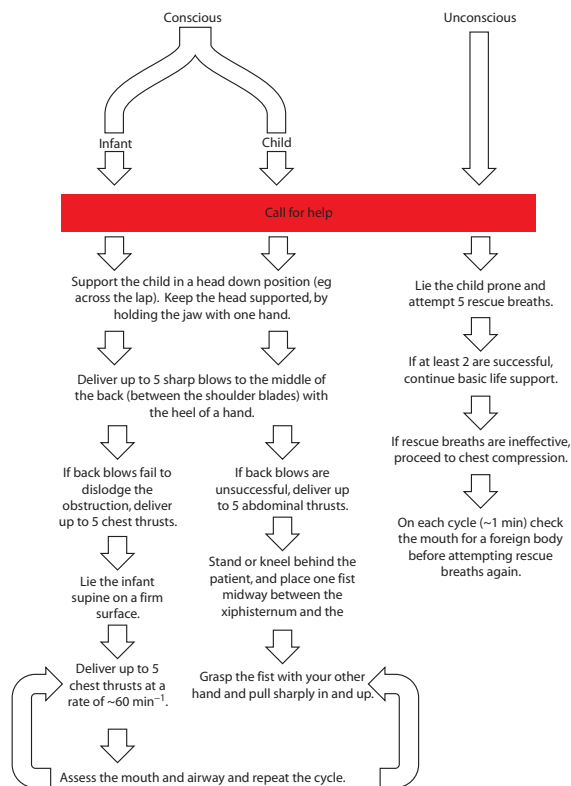 Conscious
Unconscious
Infant
Child
Call for help
Support the child in a head down position (eg
across the lap). Keep the head supported, by
holding the jaw with one hand.
Deliver up to 5 sharp blows to the middle of
the back (between the shoulder blades) with
the heel of a hand.
If back blows fail to
dislodge the
obstruction, deliver
up to 5 chest thrusts.
Lie the infant
supine on a firm
surface.
Deliver up to 5
chest thrusts at a
rate of ~60 min⁻¹.
If back blows are
unsuccessful, deliver up
to 5 abdominal thrusts.
Stand or kneel behind the
patient, and place one fist
midway between the
xiphisternum and the
Grasp the fist with your other
hand and pull sharply in and up.
Assess the mouth and airway and repeat the cycle.
Lie the child prone and
attempt 5 rescue breaths.
If at least 2 are successful,
continue basic life support.
If rescue breaths are ineffective,
proceed to chest compression.
On each cycle (~1 min) check
the mouth for a foreign body
before attempting rescue
breaths again.